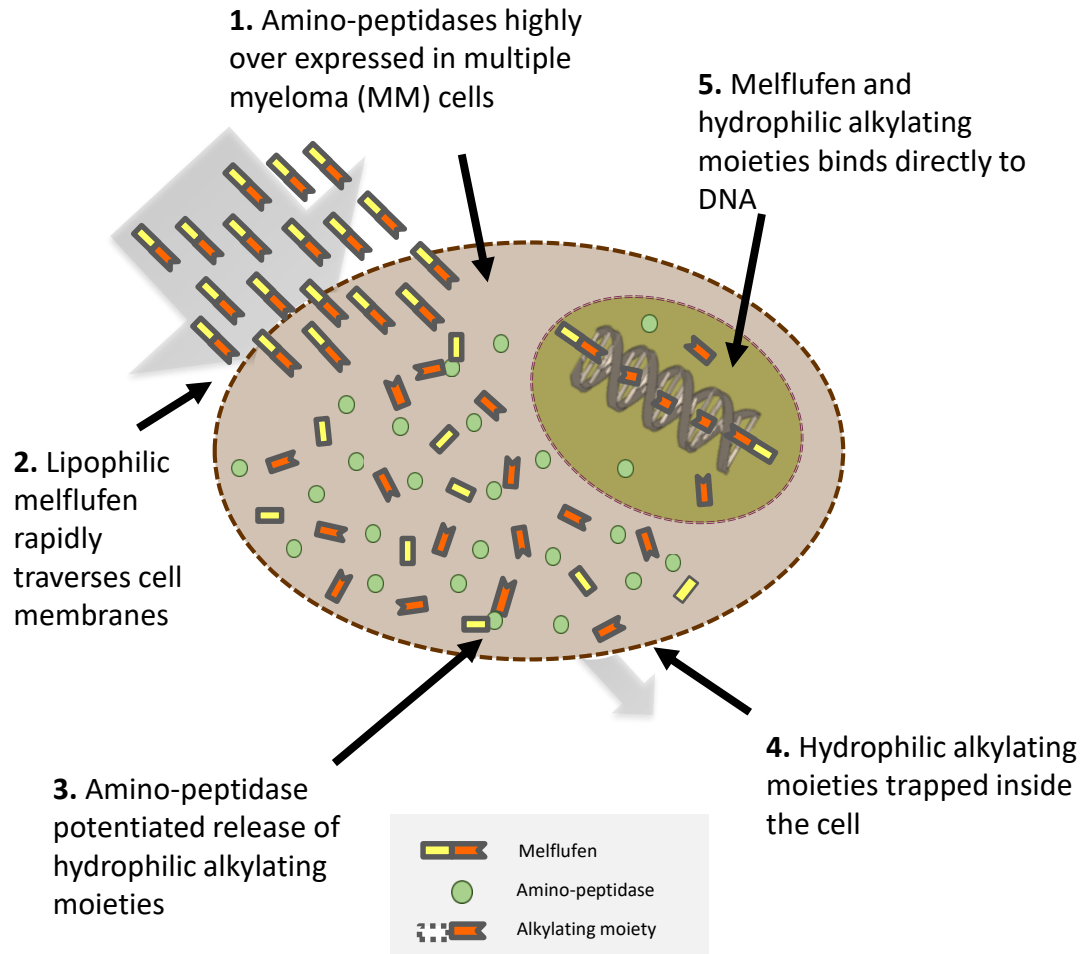 1. Amino-peptidases highly
over expressed in multiple
myeloma (MM) cells
5. Melflufen and
hydrophilic alkylating
moieties binds directly to
DNA
2. Lipophilic
melflufen
rapidly
traverses cell
membranes
3. Amino-peptidase
potentiated release of
hydrophilic alkylating
moieties
4. Hydrophilic alkylating
moieties trapped inside
the cell
Melflufen
Amino-peptidase
Alkylating moiety